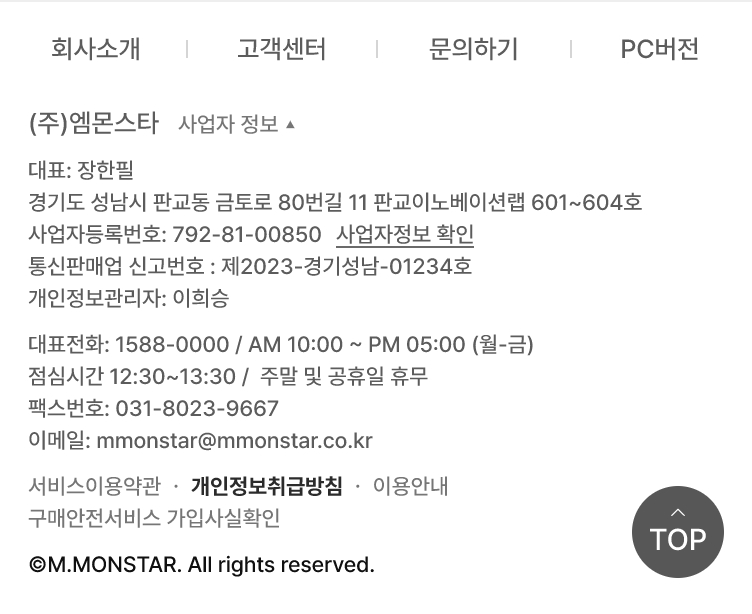 회사소개 | 고객센터 | 문의하기 | PC버전
(주)엠몬스타 사업자 정보 ▲
대표: 장한필
경기도 성남시 판교동 금토로 80번길 11 판교이노베이션랩 601~604호
사업자등록번호: 792-81-00850 사업자정보 확인
통신판매업 신고번호 : 제2023-경기성남-01234호
개인정보관리자: 이희승
대표전화: 1588-0000 / AM 10:00 ~ PM 05:00 (월-금)
점심시간 12:30~13:30 / 주말 및 공휴일 휴무
팩스번호: 031-8023-9667
이메일: mmonstar@mmonstar.co.kr
서비스이용약관 · 개인정보취급방침 · 이용안내
구매안전서비스 가입사실확인
TOP
©M.MONSTAR. All rights reserved.